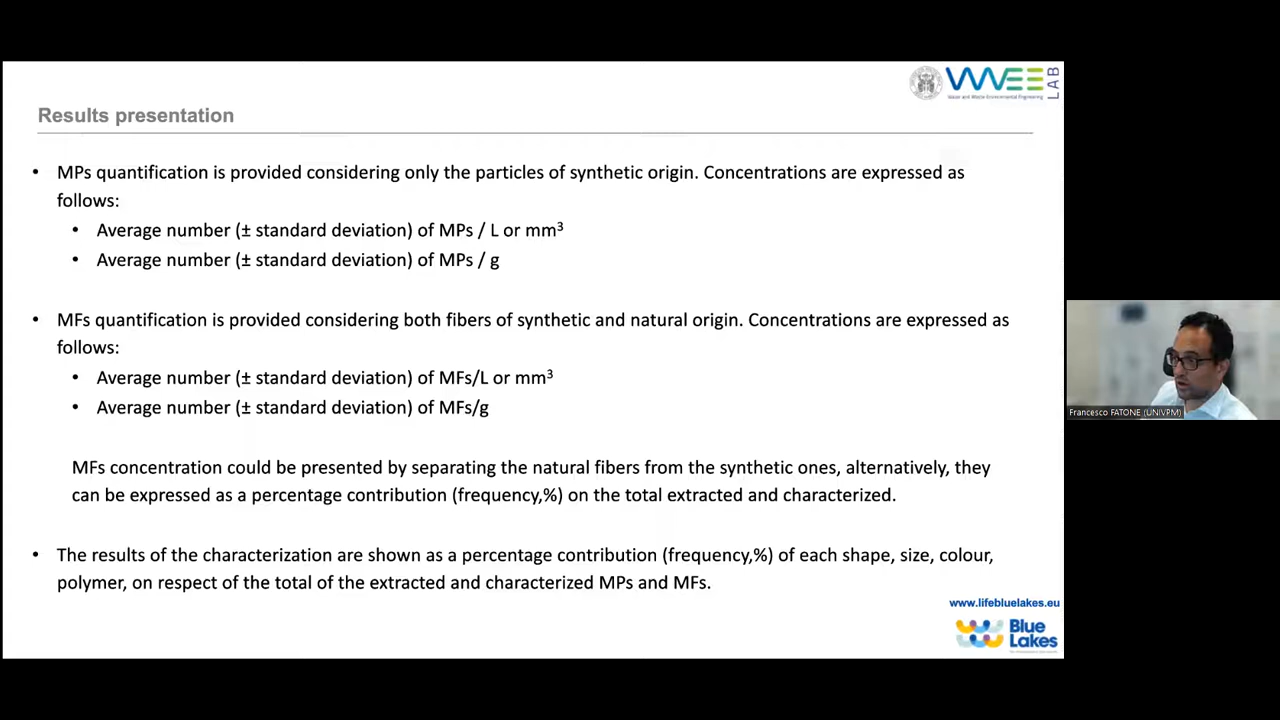 WEE LAB
Water and Waste Environmental Engineering
Results presentation
• MPs quantification is provided considering only the particles of synthetic origin. Concentrations are expressed as
follows:
• Average number (± standard deviation) of MPs / L or mm³
• Average number (± standard deviation) of MPs / g
• MFs quantification is provided considering both fibers of synthetic and natural origin. Concentrations are expressed as
follows:
• Average number (± standard deviation) of MFs/L or mm³
• Average number (± standard deviation) of MFs/g
MFs concentration could be presented by separating the natural fibers from the synthetic ones, alternatively, they
can be expressed as a percentage contribution (frequency,%) on the total extracted and characterized.
• The results of the characterization are shown as a percentage contribution (frequency,%) of each shape, size, colour,
polymer, on respect of the total of the extracted and characterized MPs and MFs.
www.lifebluelakes.eu
Blue
Lakes
Francesco FATONE (UNIVPM)